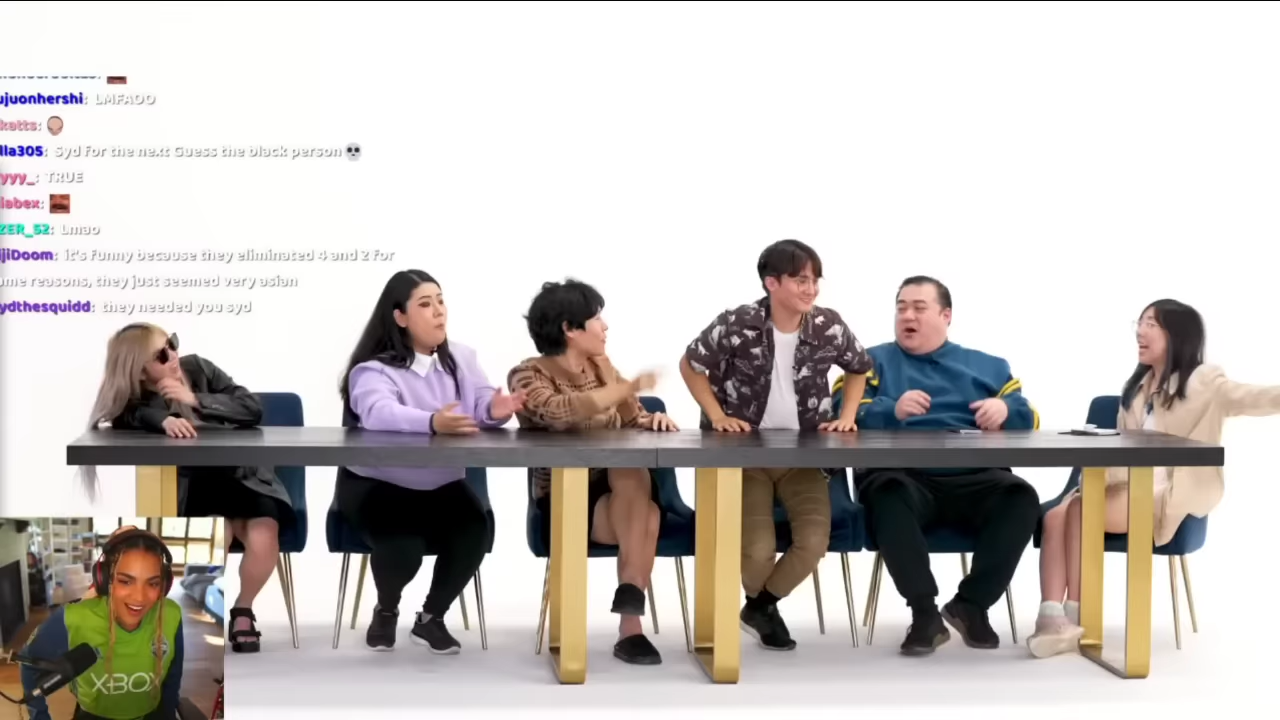 ujuonhershi: LMFAOO
katts:
lla305: Syd for the next Guess the black person
yyy_: TRUE
labex:
ZER_52: Lmao
ijiDoom: it's funny because they eliminated 4 and 2 for
me reasons, they just seemed very asian
ydthesquidd: they needed you syd
XBOX